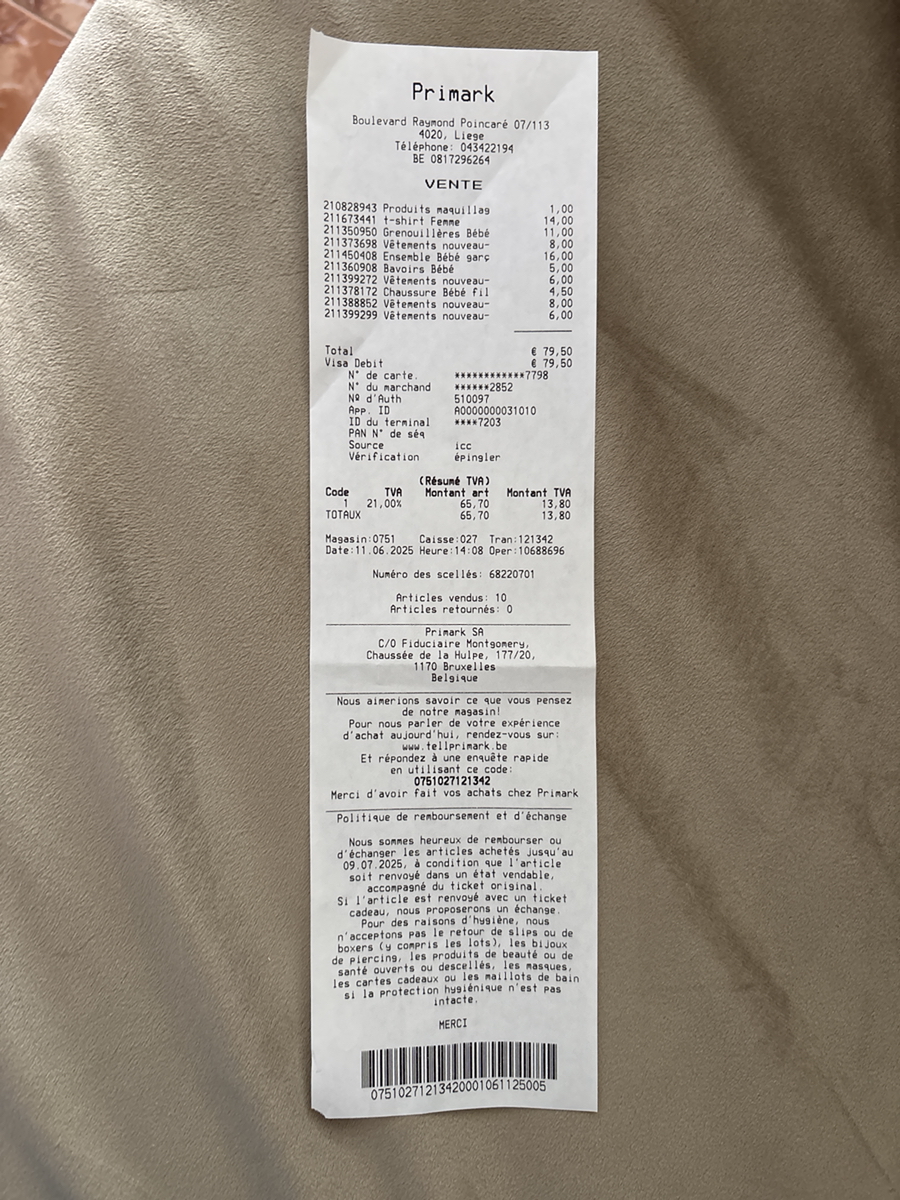 Primark
Boulevard Raymond Poincaré 07/113
4020, Liege
Téléphone: 043422194
BE 0817296264
VENTE
210828943 Produits maquillag 1,00
211673441 t-shirt Femme 14,00
211350950 Grenouillères Bébé 11,00
211373698 Vêtements nouveau- 8,00
211450408 Ensemble Bébé garç 16,00
211360908 Bavoirs Bébé 5,00
211399272 Vêtements nouveau- 6,00
211378172 Chaussure Bébé fil 4,50
211388852 Vêtements nouveau- 8,00
211399299 Vêtements nouveau- 6,00
Total € 79,50
Visa Debit € 79,50
N° de carte. ************7798
N° du marchand ******2852
Nº d'Auth 510097
App. ID A0000000031010
ID du terminal ****7203
PAN N° de séq
Source icc
Vérification épingler
(Résumé TVA)
Code TVA Montant art Montant TVA
1 21,00% 65,70 13,80
TOTAUX 65,70 13,80
Magasin:0751 Caisse:027 Tran:121342
Date:11.06.2025 Heure:14:08 Oper:10688696
Numéro des scellés: 68220701
Articles vendus: 10
Articles retournés: 0
Primark SA
C/O Fiduciaire Montgomery,
Chaussée de la Hulpe, 177/20,
1170 Bruxelles
Belgique
Nous aimerions savoir ce que vous pensez
de notre magasin!
Pour nous parler de votre expérience
d'achat aujourd'hui, rendez-vous sur:
www.tellprimark.be
Et répondez à une enquête rapide
en utilisant ce code:
0751027121342
Merci d'avoir fait vos achats chez Primark
Politique de remboursement et d'échange
Nous sommes heureux de rembourser ou
d'échanger les articles achetés jusqu'au
09.07.2025, à condition que l'article
soit renvoyé dans un état vendable,
accompagné du ticket original.
Si l'article est renvoyé avec un ticket
cadeau, nous proposerons un échange.
Pour des raisons d'hygiène, nous
n'acceptons pas le retour de slips ou de
boxers (y compris les lots), les bijoux
de piercing, les produits de beauté ou de
santé ouverts ou descellés, les masques,
les cartes cadeaux ou les maillots de bain
si la protection hygiénique n'est pas
intacte.
MERCI
07510271213420001061125005